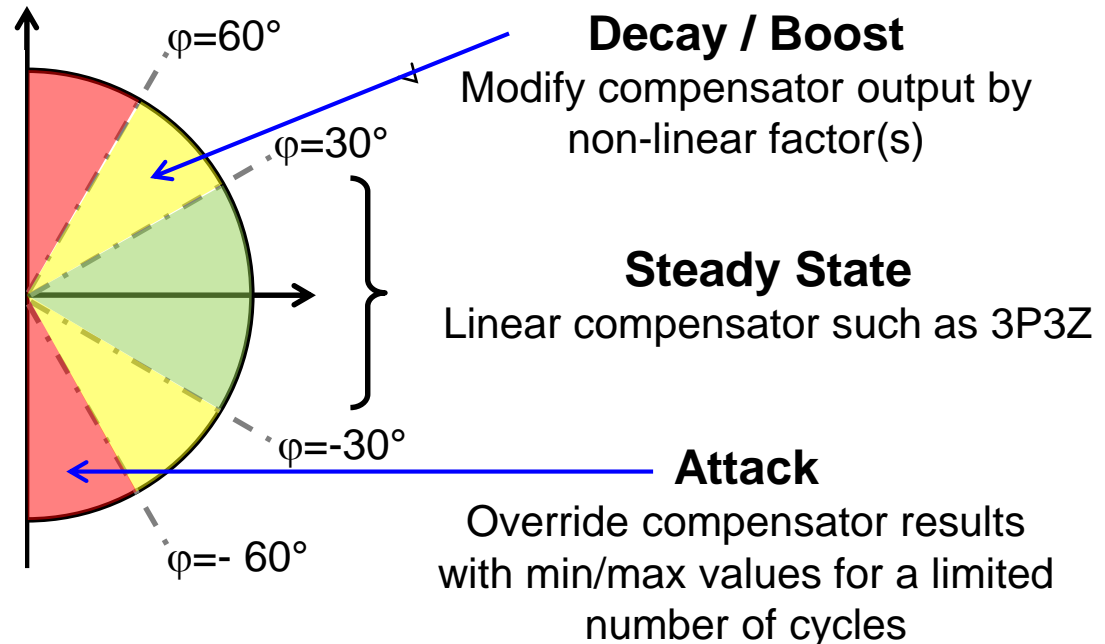 φ=60°
Decay / Boost
Modify compensator output by
non-linear factor(s)
φ=30°
Steady State
Linear compensator such as 3P3Z
φ=-30°
Attack
Override compensator results
with min/max values for a limited
number of cycles
φ=- 60°